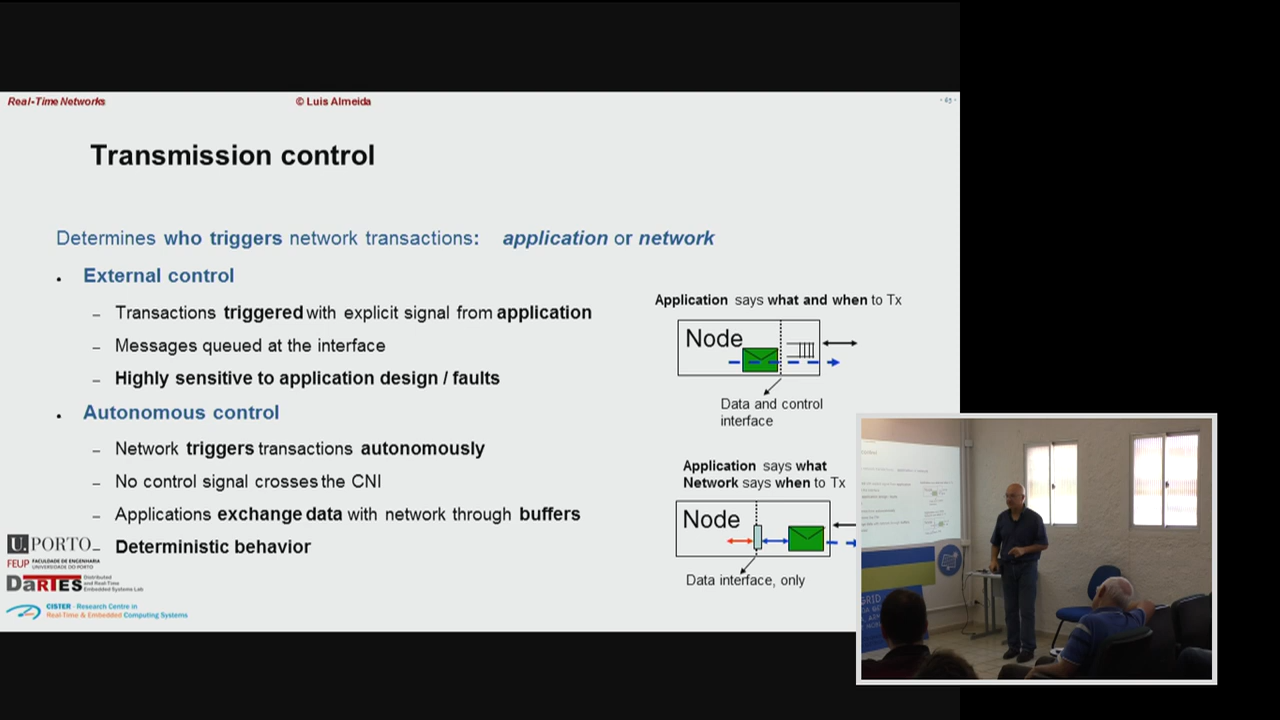 Real-Time Networks
© Luis Almeida
Transmission control
Determines who triggers network transactions: application or network
• External control
– Transactions triggered with explicit signal from application
– Messages queued at the interface
– Highly sensitive to application design / faults
• Autonomous control
– Network triggers transactions autonomously
– No control signal crosses the CNI
– Applications exchange data with network through buffers
– Deterministic behavior
Application says what and when to Tx
Node
Data and control
interface
Application says what
Network says when to Tx
Node
Data interface, only
U.PORTO
FEUP FACULDADE DE ENGENHARIA
UNIVERSIDADE DO PORTO
DaRTES Distributed
and Real-Time
Embedded Systems Lab
CISTER - Research Centre in
Real-Time & Embedded Computing Systems